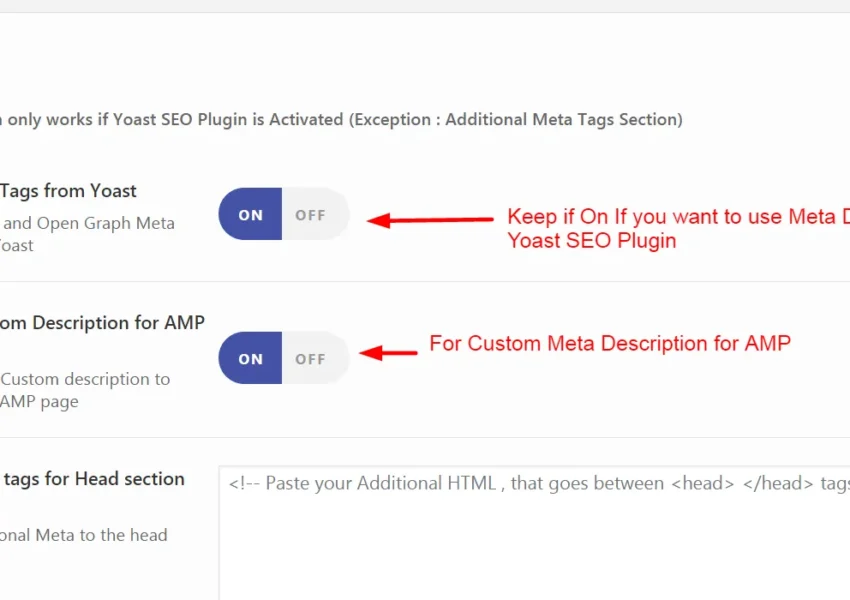 only works if Yoast SEO Plugin is Activated (Exception : Additional Meta Tags Section)
Tags from Yoast
and Open Graph Meta
ON OFF
Keep if On If you want to use Meta
Yoast SEO Plugin
om Description for AMP
Custom description to
AMP page
ON OFF
For Custom Meta Description for AMP
tags for Head section
onal Meta to the head
<!-- Paste your Additional HTML , that goes between <head> </head> tags